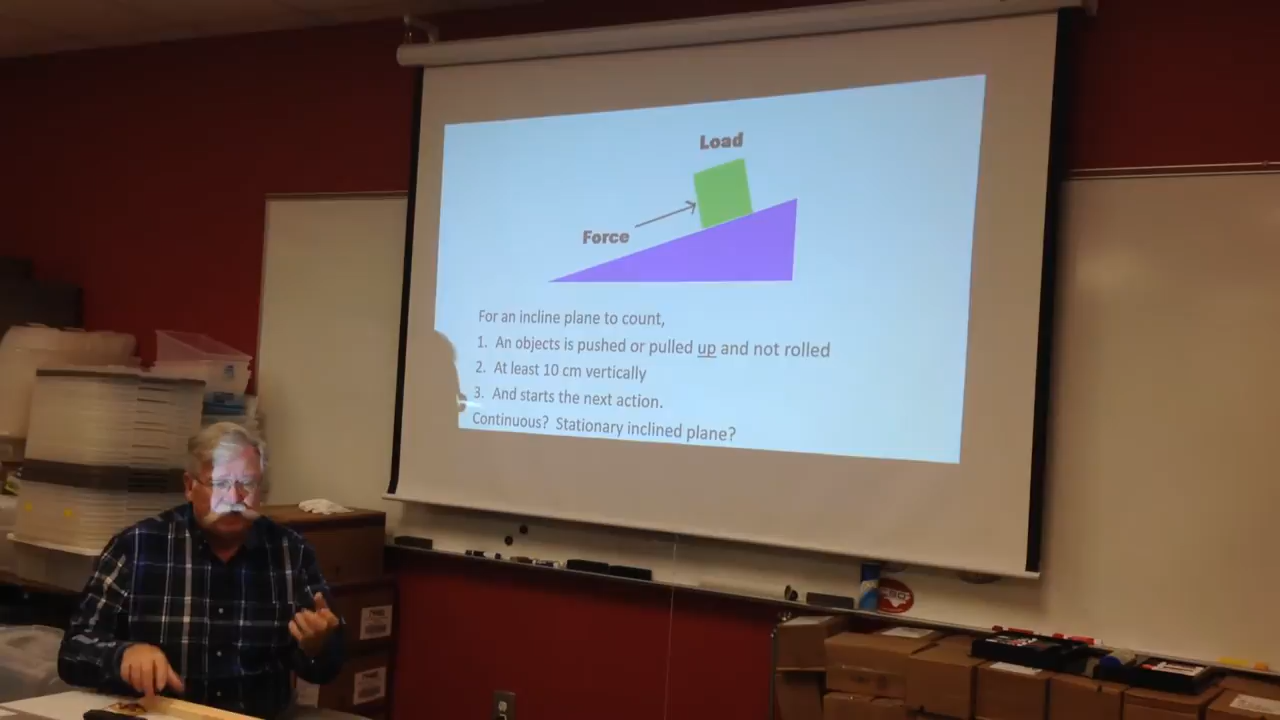 Load
Force
For an incline plane to count,
1. An objects is pushed or pulled up and not rolled
2. At least 10 cm vertically
3. And starts the next action.
Continuous? Stationary inclined plane?